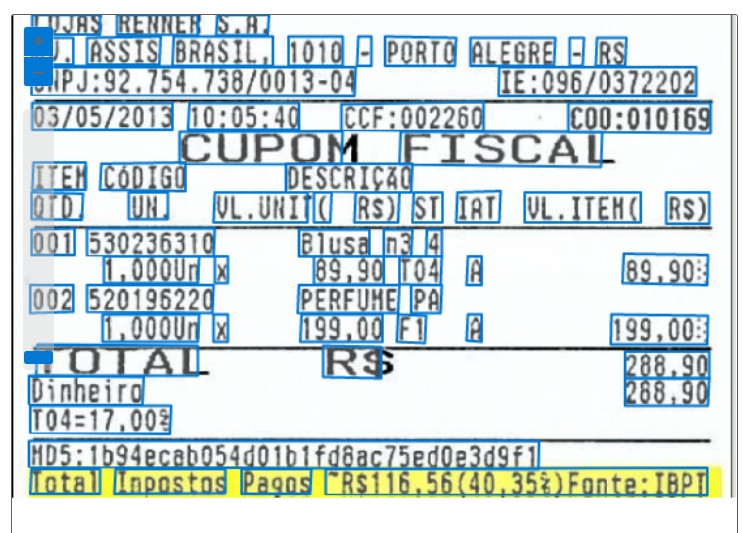 LOJAS RENNER S.A.
AV. ASSIS BRASIL, 1010 - PORTO ALEGRE - RS
CNPJ:92.754.738/0013-04 IE:096/0372202
03/05/2013 10:05:40 CCF:002260 COO:010169
CUPOM FISCAL
ITEM CóDIGO DESCRIÇãO
QTD. UN. VL.UNIT( R$) ST IAT VL.ITEM( R$)
001 530236310 Blusa n3 4
1,000Un x 89,90 T04 A 89,90
002 520196220 PERFUME PA
1,000Un x 199,00 F1 A 199,00
TOTAL R$ 288,90
Dinheiro 288,90
T04=17,00%
MD5:1b94ecab054d01b1fd8ac75ed0e3d9f1
Total Impostos Pagos ~R$116,56(40,35%)Fonte:IBPT